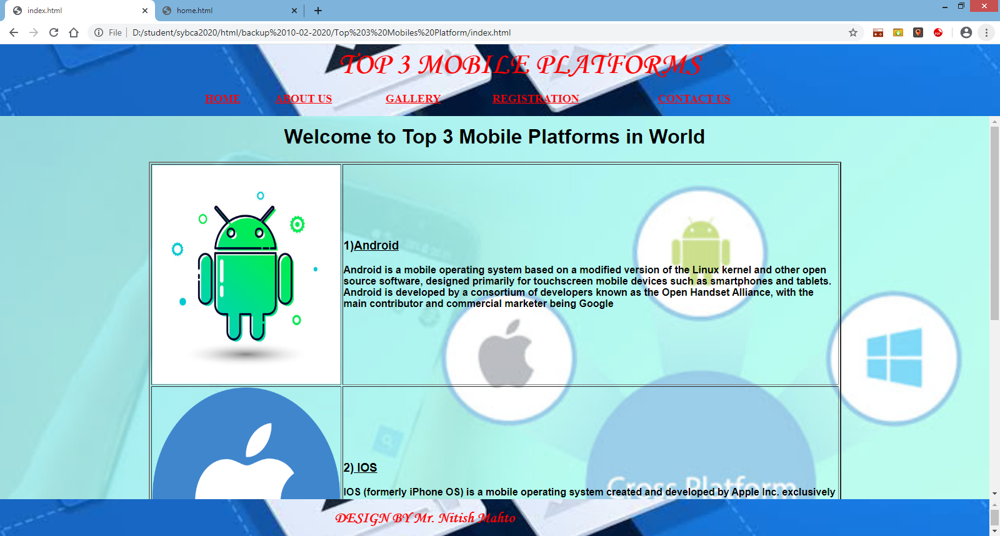 index.html
home.html
File
D:/student/sybca2020/html/backup%2010-02-2020/Top%203%20Mobiles%20Platform/index.html
TOP 3 MOBILE PLATFORMS
HOME ABOUT US GALLERY REGISTRATION CONTACT US
Welcome to Top 3 Mobile Platforms in World
1)Android
Android is a mobile operating system based on a modified version of the Linux kernel and other open
source software, designed primarily for touchscreen mobile devices such as smartphones and tablets.
Android is developed by a consortium of developers known as the Open Handset Alliance, with the
main contributor and commercial marketer being Google
2) IOS
IOS (formerly iPhone OS) is a mobile operating system created and developed by Apple Inc. exclusively
Cross Platform
DESIGN BY Mr. Nitish Mahto